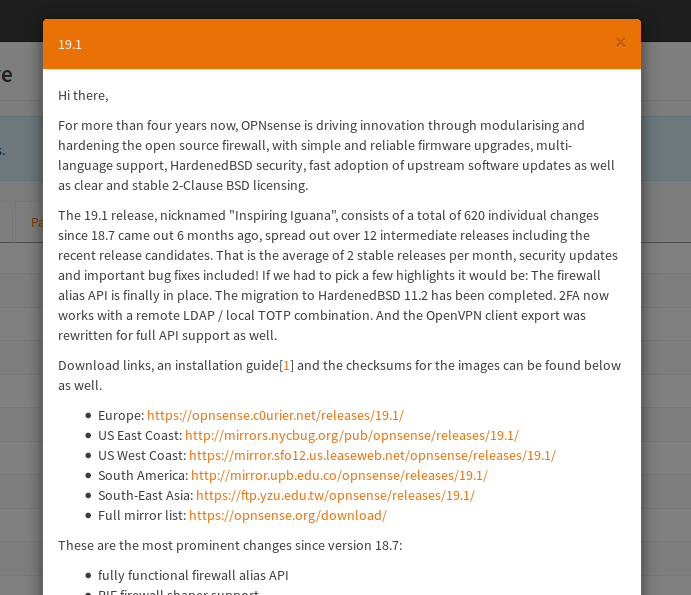 19.1
×
Hi there,
For more than four years now, OPNsense is driving innovation through modularising and
hardening the open source firewall, with simple and reliable firmware upgrades, multi-
language support, HardenedBSD security, fast adoption of upstream software updates as well
as clear and stable 2-Clause BSD licensing.
The 19.1 release, nicknamed "Inspiring Iguana", consists of a total of 620 individual changes
since 18.7 came out 6 months ago, spread out over 12 intermediate releases including the
recent release candidates. That is the average of 2 stable releases per month, security updates
and important bug fixes included! If we had to pick a few highlights it would be: The firewall
alias API is finally in place. The migration to HardenedBSD 11.2 has been completed. 2FA now
works with a remote LDAP / local TOTP combination. And the OpenVPN client export was
rewritten for full API support as well.
Download links, an installation guide[1] and the checksums for the images can be found below
as well.
• Europe: https://opnsense.c0urier.net/releases/19.1/
• US East Coast: http://mirrors.nycbug.org/pub/opnsense/releases/19.1/
• US West Coast: https://mirror.sfo12.us.leaseweb.net/opnsense/releases/19.1/
• South America: http://mirror.upb.edu.co/opnsense/releases/19.1/
• South-East Asia: https://ftp.yzu.edu.tw/opnsense/releases/19.1/
• Full mirror list: https://opnsense.org/download/
These are the most prominent changes since version 18.7:
• fully functional firewall alias API
• PIE firewall shaper support